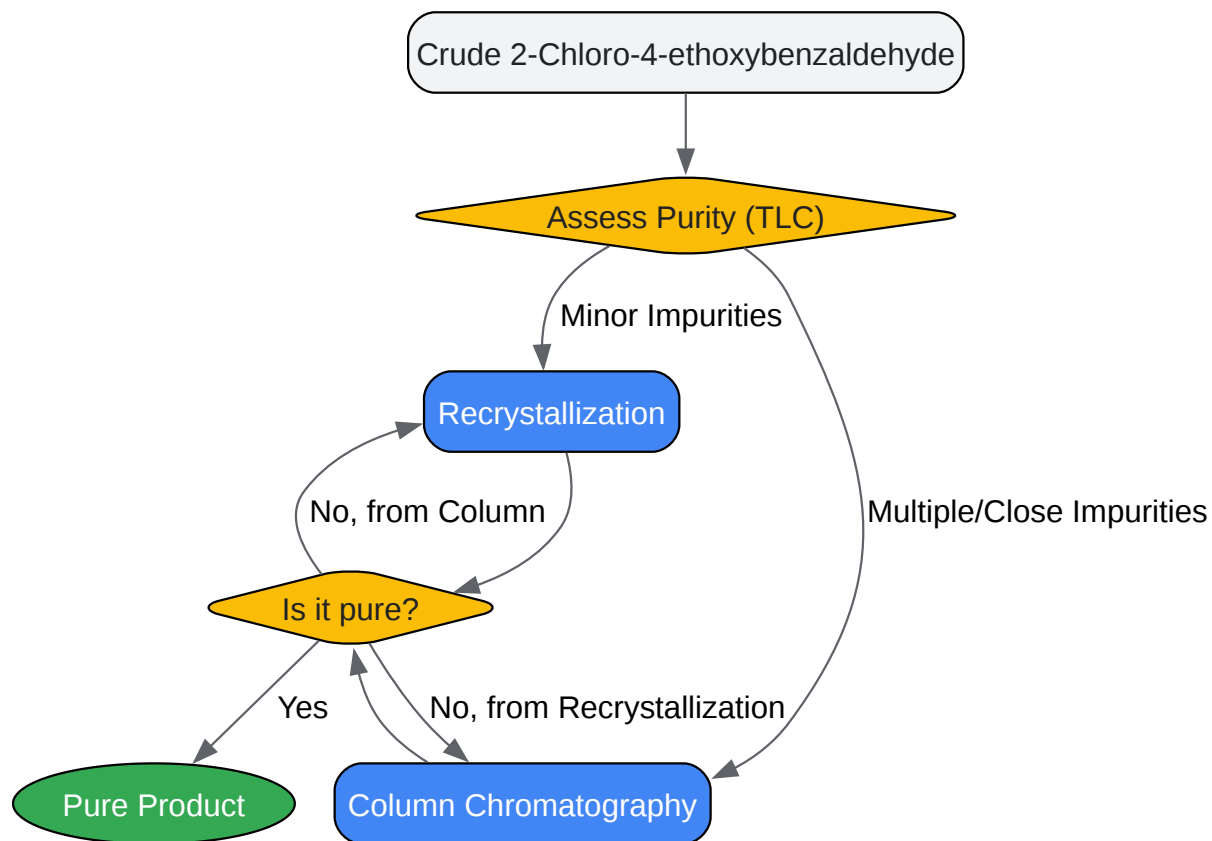 Crude 2-Chloro-4-ethoxybenzaldehyde
Assess Purity (TLC)
Minor Impurities
Recrystallization
No, from Column
Multiple/Close Impurities
Is it pure?
Yes
No, from Recrystallization
Pure Product
Column Chromatography